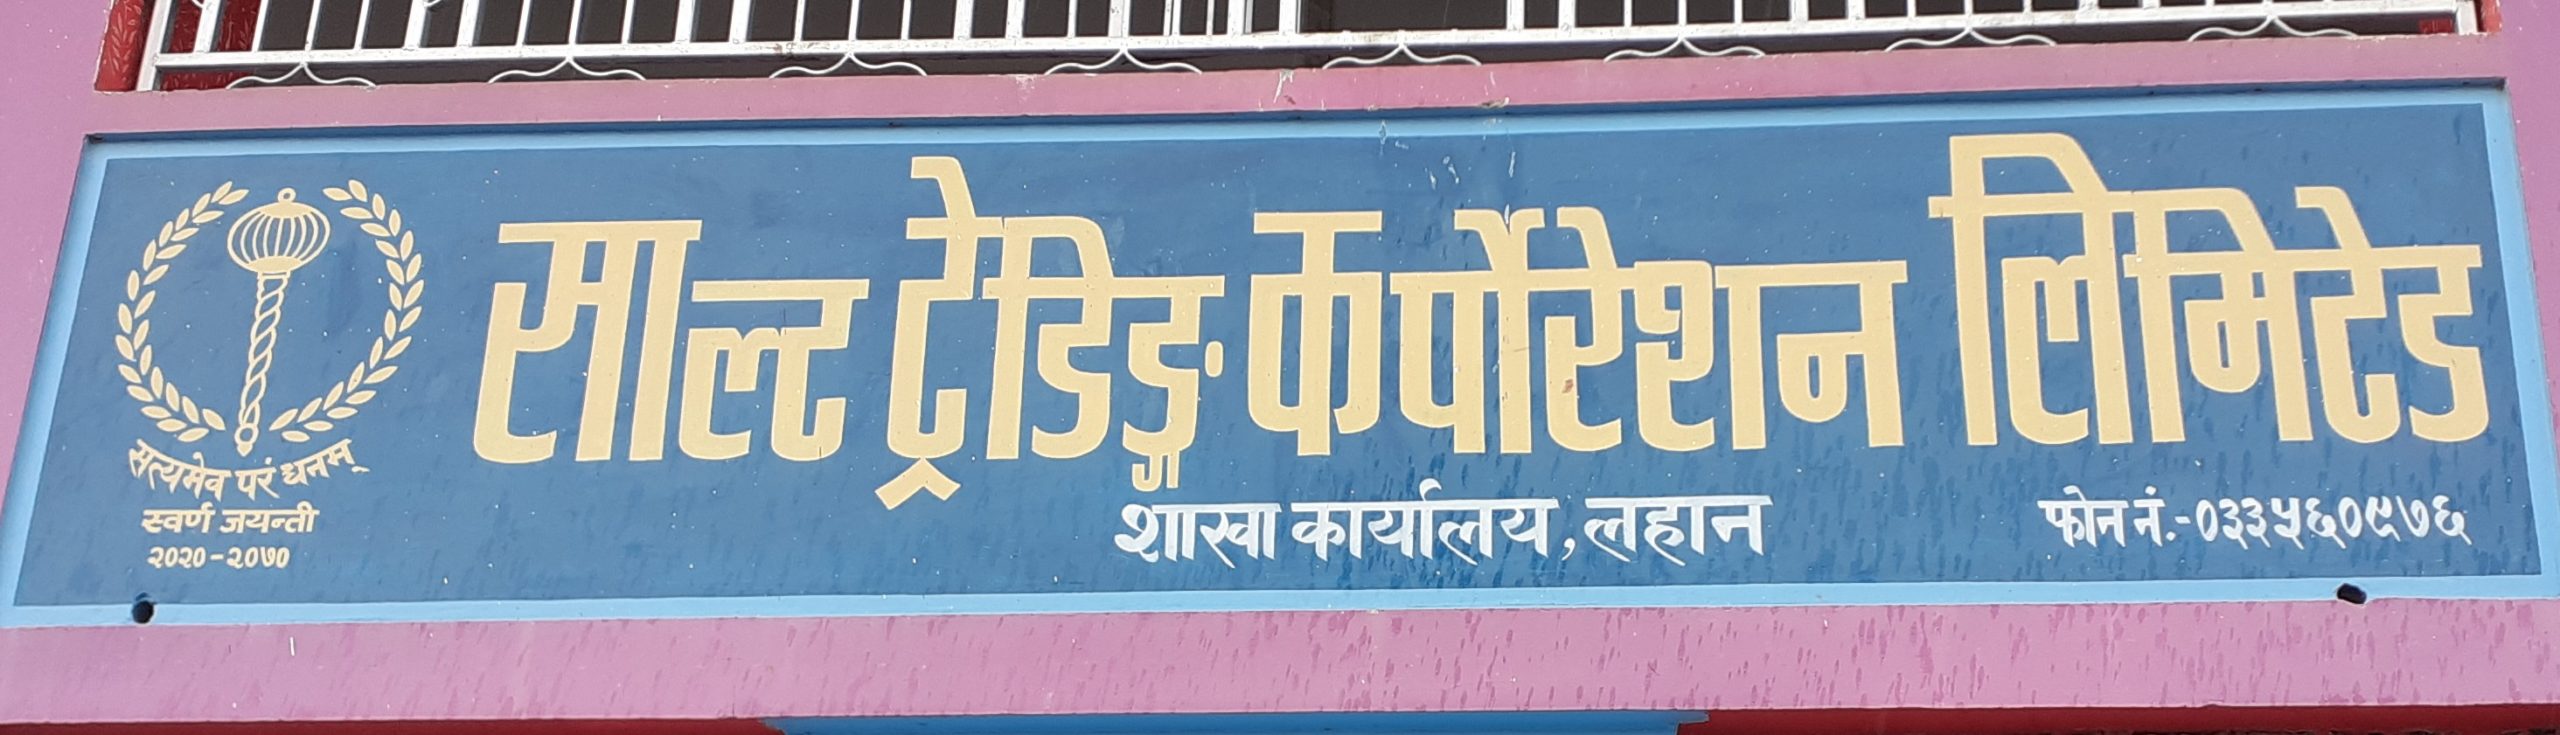 साल्ट ट्रेडिङ्ग कर्पोरेशन लिमिटेड
सत्यमेव परं धनम्
स्वर्ण जयन्ती
२०२०-२०७०
शाखा कार्यालय, लहान
फोन नं.-०३३५६०९७६